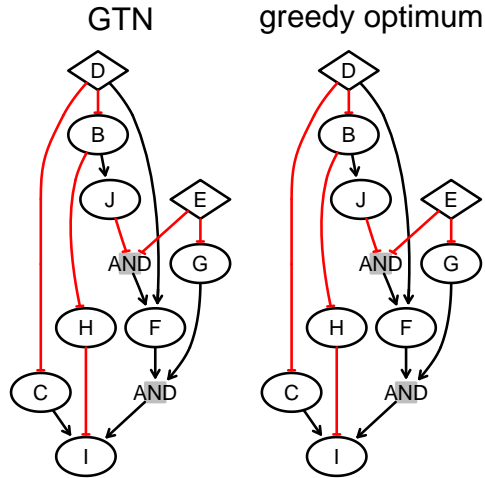 GTN greedy optimum
D D
B B
J E J E
AND G AND G
H F H F
C AND C AND
I I